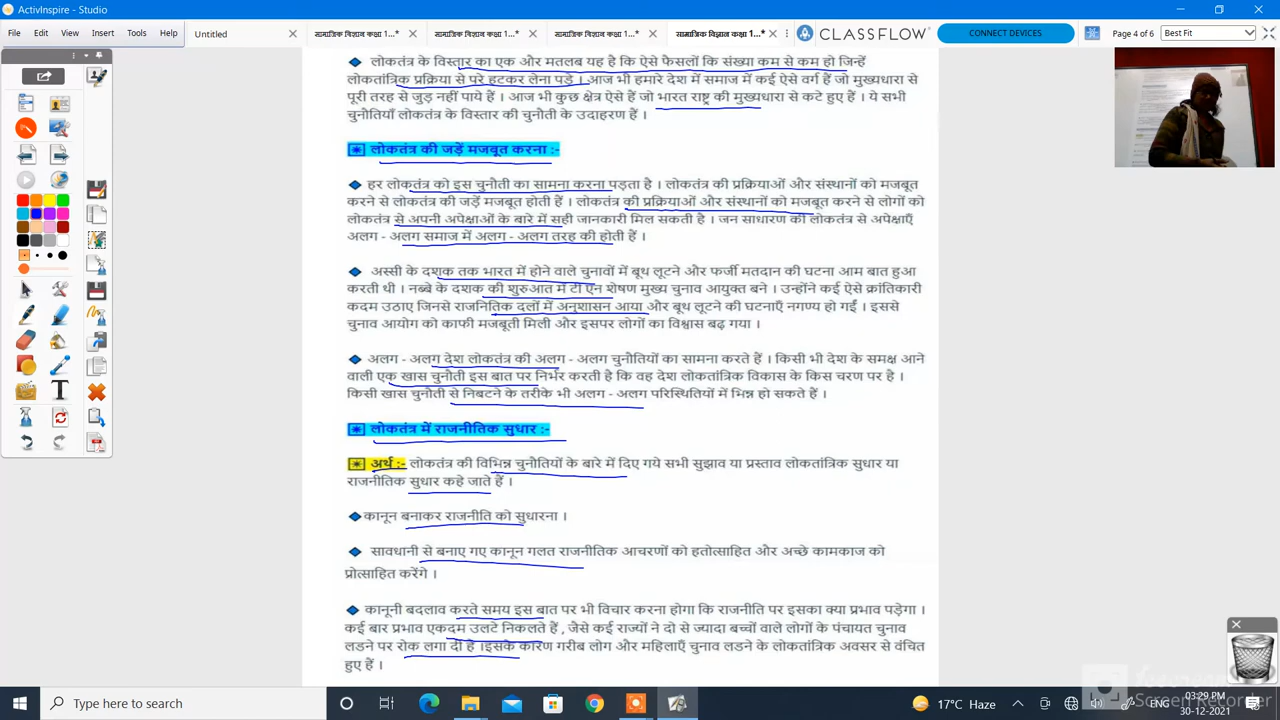 ActivInspire - Studio
File Edit View Insert Tools Help Untitled सामाजिक विज्ञान कक्षा 1...* सामाजिक विज्ञान कक्षा 1...* सामाजिक विज्ञान कक्षा 1...* सामाजिक विज्ञान कक्षा 1...* CLASSFLOW CONNECT DEVICES Page 4 of 6 Best Fit
लोकतंत्र के विस्तार का एक और मतलब यह है कि ऐसे फैसलों कि संख्या कम से कम हो जिन्हें
लोकतांत्रिक प्रक्रिया से परे हटकर लेना पड़े । आज भी हमारे देश में समाज में कई ऐसे वर्ग हैं जो मुख्यधारा से
पूरी तरह से जुड़ नहीं पाये हैं । आज भी कुछ क्षेत्र ऐसे हैं जो भारत राष्ट्र की मुख्यधारा से कटे हुए हैं । ये सभी
चुनौतियाँ लोकतंत्र के विस्तार की चुनौती के उदाहरण हैं ।
लोकतंत्र की जड़ें मजबूत करना :-
हर लोकतंत्र को इस चुनौती का सामना करना पड़ता है । लोकतंत्र की प्रक्रियाओं और संस्थानों को मजबूत
करने से लोकतंत्र की जड़ें मजबूत होती हैं । लोकतंत्र की प्रक्रियाओं और संस्थानों को मजबूत करने से लोगों को
लोकतंत्र से अपनी अपेक्षाओं के बारे में सही जानकारी मिल सकती है । जन साधारण की लोकतंत्र से अपेक्षाएँ
अलग - अलग समाज में अलग - अलग तरह की होती हैं ।
अस्सी के दशक तक भारत में होने वाले चुनावों में बूथ लूटने और फर्जी मतदान की घटना आम बात हुआ
करती थी । नब्बे के दशक की शुरुआत में टी ऐन शेषण मुख्य चुनाव आयुक्त बने । उन्होंने कई ऐसे क्रांतिकारी
कदम उठाए जिनसे राजनितिक दलों में अनुशासन आया और बूथ लूटने की घटनाएँ नगण्य हो गईं । इससे
चुनाव आयोग को काफी मजबूती मिली और इसपर लोगों का विश्वास बढ़ गया ।
अलग - अलग देश लोकतंत्र की अलग - अलग चुनौतियों का सामना करते हैं । किसी भी देश के समक्ष आने
वाली एक खास चुनौती इस बात पर निर्भर करती है कि वह देश लोकतांत्रिक विकास के किस चरण पर है ।
किसी खास चुनौती से निबटने के तरीके भी अलग - अलग परिस्थितियों में भिन्न हो सकते हैं ।
लोकतंत्र में राजनीतिक सुधार :-
अर्थ :- लोकतंत्र की विभिन्न चुनौतियों के बारे में दिए गये सभी सुझाव या प्रस्ताव लोकतांत्रिक सुधार या
राजनीतिक सुधार कहे जाते हैं ।
कानून बनाकर राजनीति को सुधारना ।
सावधानी से बनाए गए कानून गलत राजनीतिक आचरणों को हतोत्साहित और अच्छे कामकाज को
प्रोत्साहित करेंगे ।
कानूनी बदलाव करते समय इस बात पर भी विचार करना होगा कि राजनीति पर इसका क्या प्रभाव पड़ेगा ।
कई बार प्रभाव एकदम उलटे निकलते हैं , जैसे कई राज्यों ने दो से ज्यादा बच्चों वाले लोगों के पंचायत चुनाव
लडने पर रोक लगा दी है ।इसके कारण गरीब लोग और महिलाएँ चुनाव लडने के लोकतांत्रिक अवसर से वंचित
हुए हैं ।
Type here to search 17°C Haze ENG 03:29 PM
30-12-2021
Screen Recorder